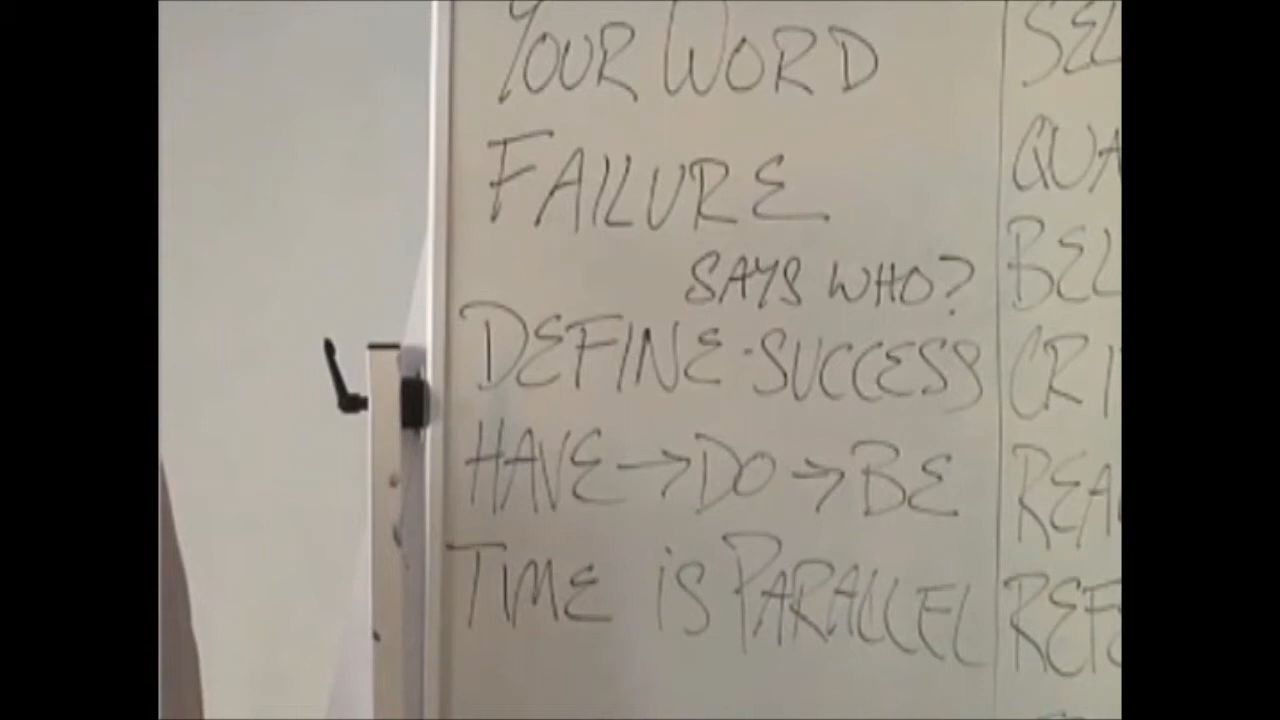 YOUR WORD
FAILURE
SAYS WHO?
DEFINE·SUCCESS
HAVE→DO→BE
TIME IS PARALLEL
SEL
QUA
BEL
CRI
REA
REF